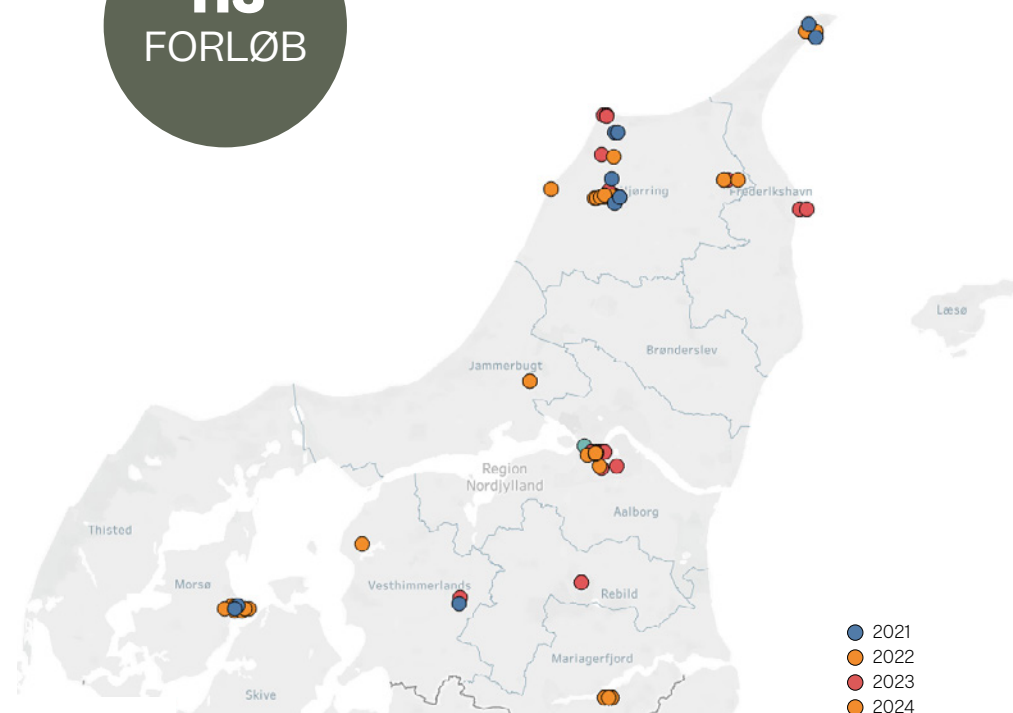 FORLØB
Hjørring
Frederikshavn
Læsø
Brønderslev
Jammerbugt
Region
Nordjylland
Aalborg
Thisted
Morsø
Vesthimmerlands
Rebild
Mariagerfjord
Skive
2021
2022
2023
2024